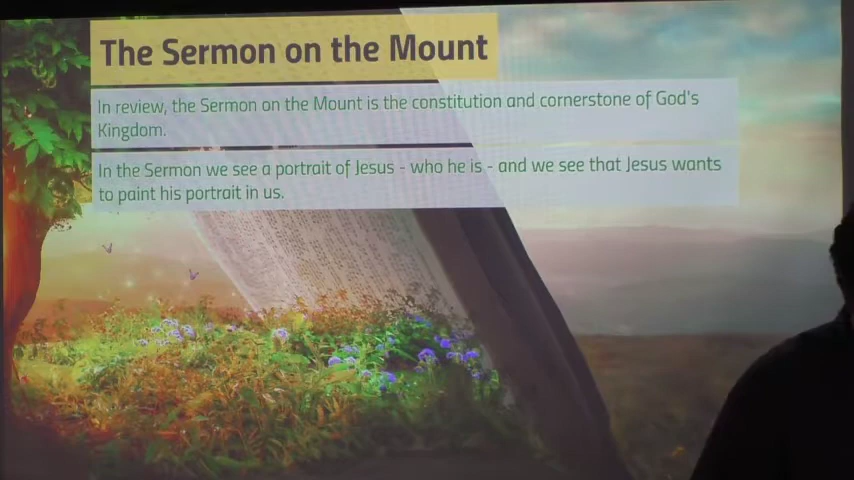 The Sermon on the Mount
In review, the Sermon on the Mount is the constitution and cornerstone of God's
Kingdom.
In the Sermon we see a portrait of Jesus - who he is - and we see that Jesus wants
to paint his portrait in us.